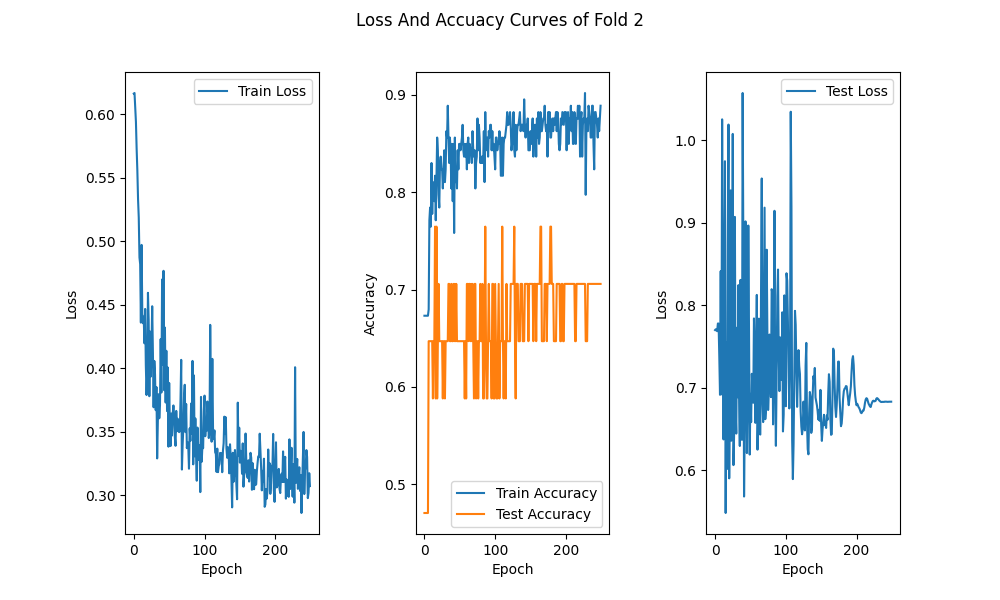 Loss And Accuacy Curves of Fold 2
Loss
0.60
0.55
0.50
0.45
0.40
0.35
0.30
Train Loss
0 100 200
Epoch
Accuracy
0.9
0.8
0.7
0.6
0.5
Train Accuracy
Test Accuracy
0 100 200
Epoch
Loss
1.0
0.9
0.8
0.7
0.6
Test Loss
0 100 200
Epoch